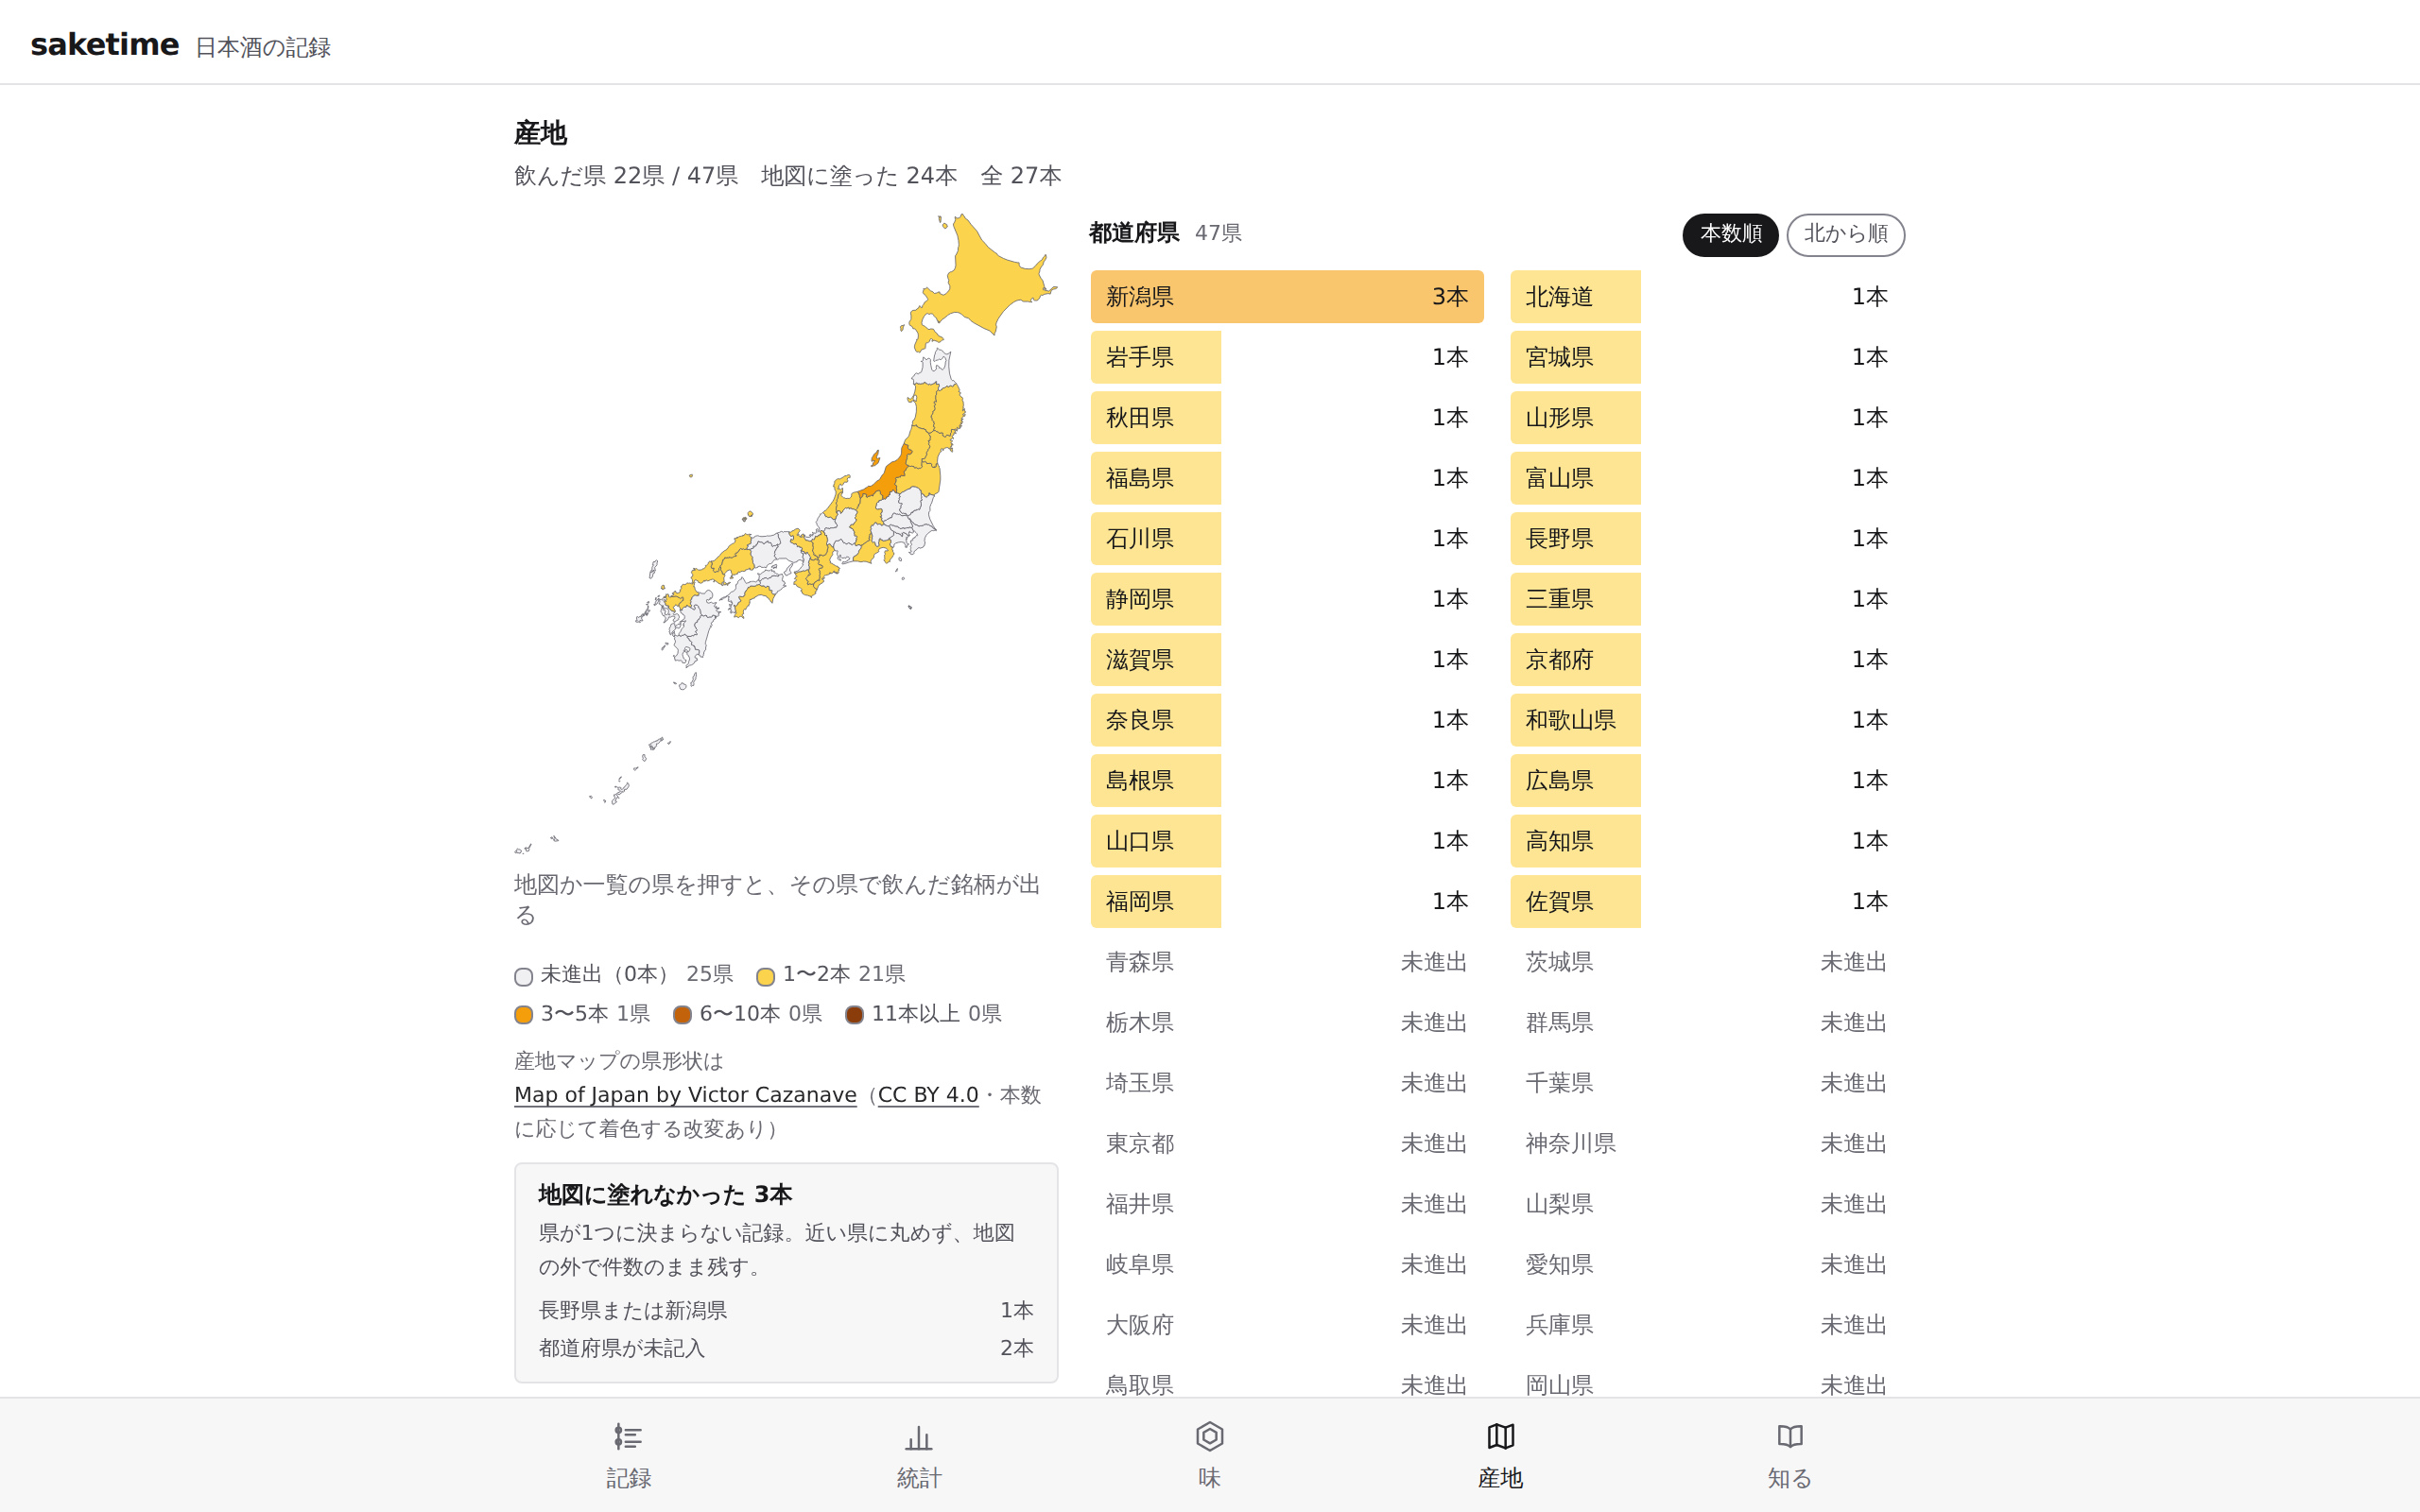 saketime 日本酒の記録
産地
飲んだ県 22県 / 47県 地図に塗った 24本 全 27本
地図か一覧の県を押すと、その県で飲んだ銘柄が出
る
未進出（0本） 25県 1〜2本 21県
3〜5本 1県 6〜10本 0県 11本以上 0県
産地マップの県形状は
Map of Japan by Victor Cazanave（CC BY 4.0・本数
に応じて着色する改変あり）
地図に塗れなかった 3本
県が1つに決まらない記録。近い県に丸めず、地図
の外で件数のまま残す。
長野県または新潟県 1本
都道府県が未記入 2本
都道府県 47県 本数順 北から順
新潟県 3本 北海道 1本
岩手県 1本 宮城県 1本
秋田県 1本 山形県 1本
福島県 1本 富山県 1本
石川県 1本 長野県 1本
静岡県 1本 三重県 1本
滋賀県 1本 京都府 1本
奈良県 1本 和歌山県 1本
島根県 1本 広島県 1本
山口県 1本 高知県 1本
福岡県 1本 佐賀県 1本
青森県 未進出 茨城県 未進出
栃木県 未進出 群馬県 未進出
埼玉県 未進出 千葉県 未進出
東京都 未進出 神奈川県 未進出
福井県 未進出 山梨県 未進出
岐阜県 未進出 愛知県 未進出
大阪府 未進出 兵庫県 未進出
鳥取県 未進出 岡山県 未進出
記録 統計 味 産地 知る